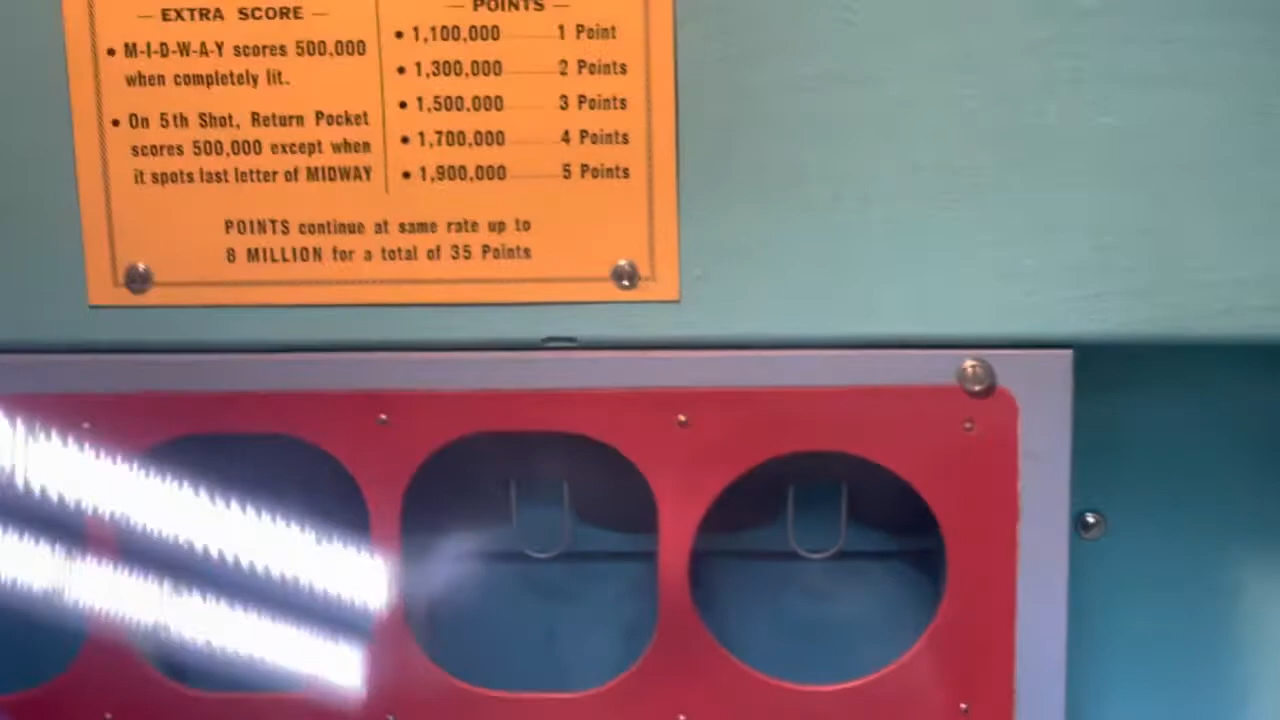 — EXTRA SCORE —
• M-I-D-W-A-Y scores 500,000
when completely lit.
• On 5th Shot, Return Pocket
scores 500,000 except when
it spots last letter of MIDWAY
— POINTS —
• 1,100,000 1 Point
• 1,300,000 2 Points
• 1,500,000 3 Points
• 1,700,000 4 Points
• 1,900,000 5 Points
POINTS continue at same rate up to
8 MILLION for a total of 35 Points